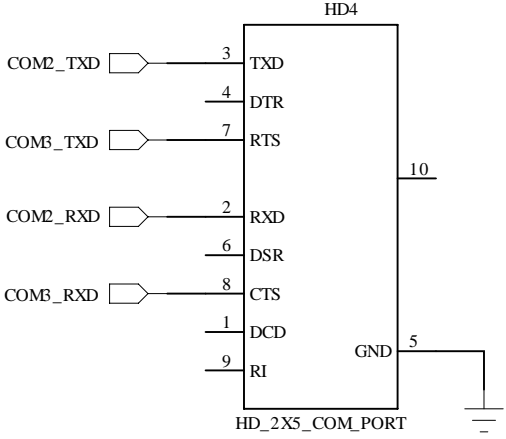 HD4
COM2_TXD 3 TXD
4 DTR
COM3_TXD 7 RTS
10
COM2_RXD 2 RXD
6 DSR
COM3_RXD 8 CTS
1 DCD
GND 5
9 RI
HD_2X5_COM_PORT